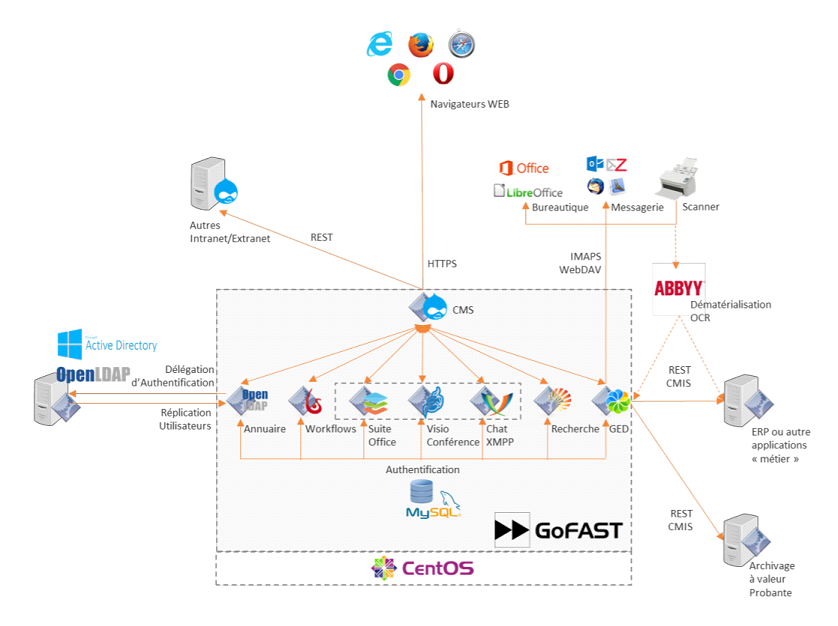 Navigateurs WEB
Office
LibreOffice
Bureautique
Messagerie
Scanner
Autres
Intranet/Extranet
REST
HTTPS
IMAPS
WebDAV
ABBYY
Dématérialisation
OCR
CMS
Active Directory
OpenLDAP
Délégation
d'Authentification
Réplication
Utilisateurs
REST
CMIS
Open
LDAP
Annuaire
Workflows
Suite
Office
Visio
Conférence
Chat
XMPP
Recherche
GED
ERP ou autre
applications
« métier »
Authentification
MySQL
GoFAST
REST
CMIS
CentOS
Archivage
à valeur
Probante